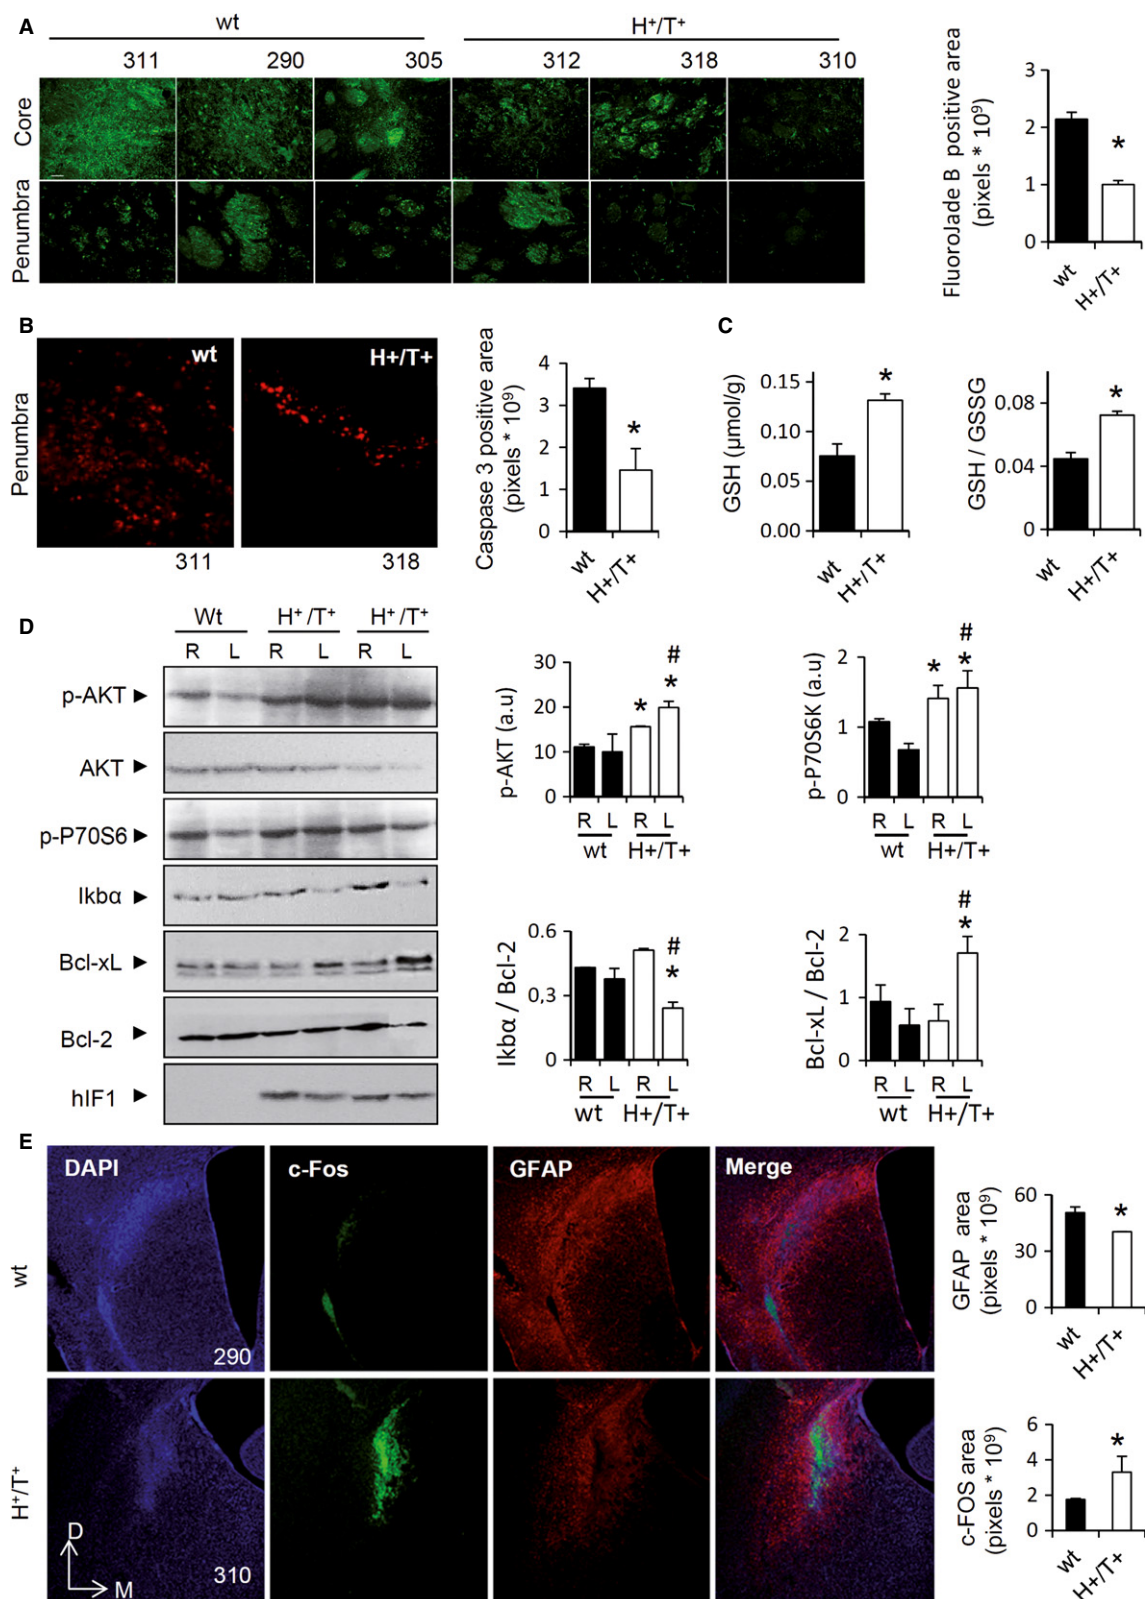 A
wt
H+/T+
311 290 305 312 318 310
Core
Penumbra
FluoroJade B positive area
(pixels * 10⁹)
3
2
1
0
*
wt
H+/T+
B
Penumbra
wt
H+/T+
311
318
Caspase 3 positive area
(pixels * 10⁹)
4
3
2
1
0
*
wt
H+/T+
C
GSH (µmol/g)
0.15
0.10
0.05
0.00
*
wt
H+/T+
GSH / GSSG
0.08
0.04
0
*
wt
H+/T+
D
Wt H⁺/T⁺ H⁺/T⁺
R L R L R L
p-AKT
AKT
p-P70S6
Ikbα
Bcl-xL
Bcl-2
hIF1
p-AKT (a.u)
30
20
10
0
* # *
R L R L
wt H+/T+
p-P70S6K (a.u)
2
1
0
* # *
R L R L
wt H+/T+
Ikbα / Bcl-2
0.6
0.3
0
# *
R L R L
wt H+/T+
Bcl-xL / Bcl-2
2
1
0
# *
R L R L
wt H+/T+
E
DAPI c-Fos GFAP Merge
wt
290
H⁺/T⁺
D
M
310
GFAP area
(pixels * 10⁹)
60
30
0
*
wt
H+/T+
c-FOS area
(pixels * 10⁹)
6
4
2
0
*
wt
H+/T+